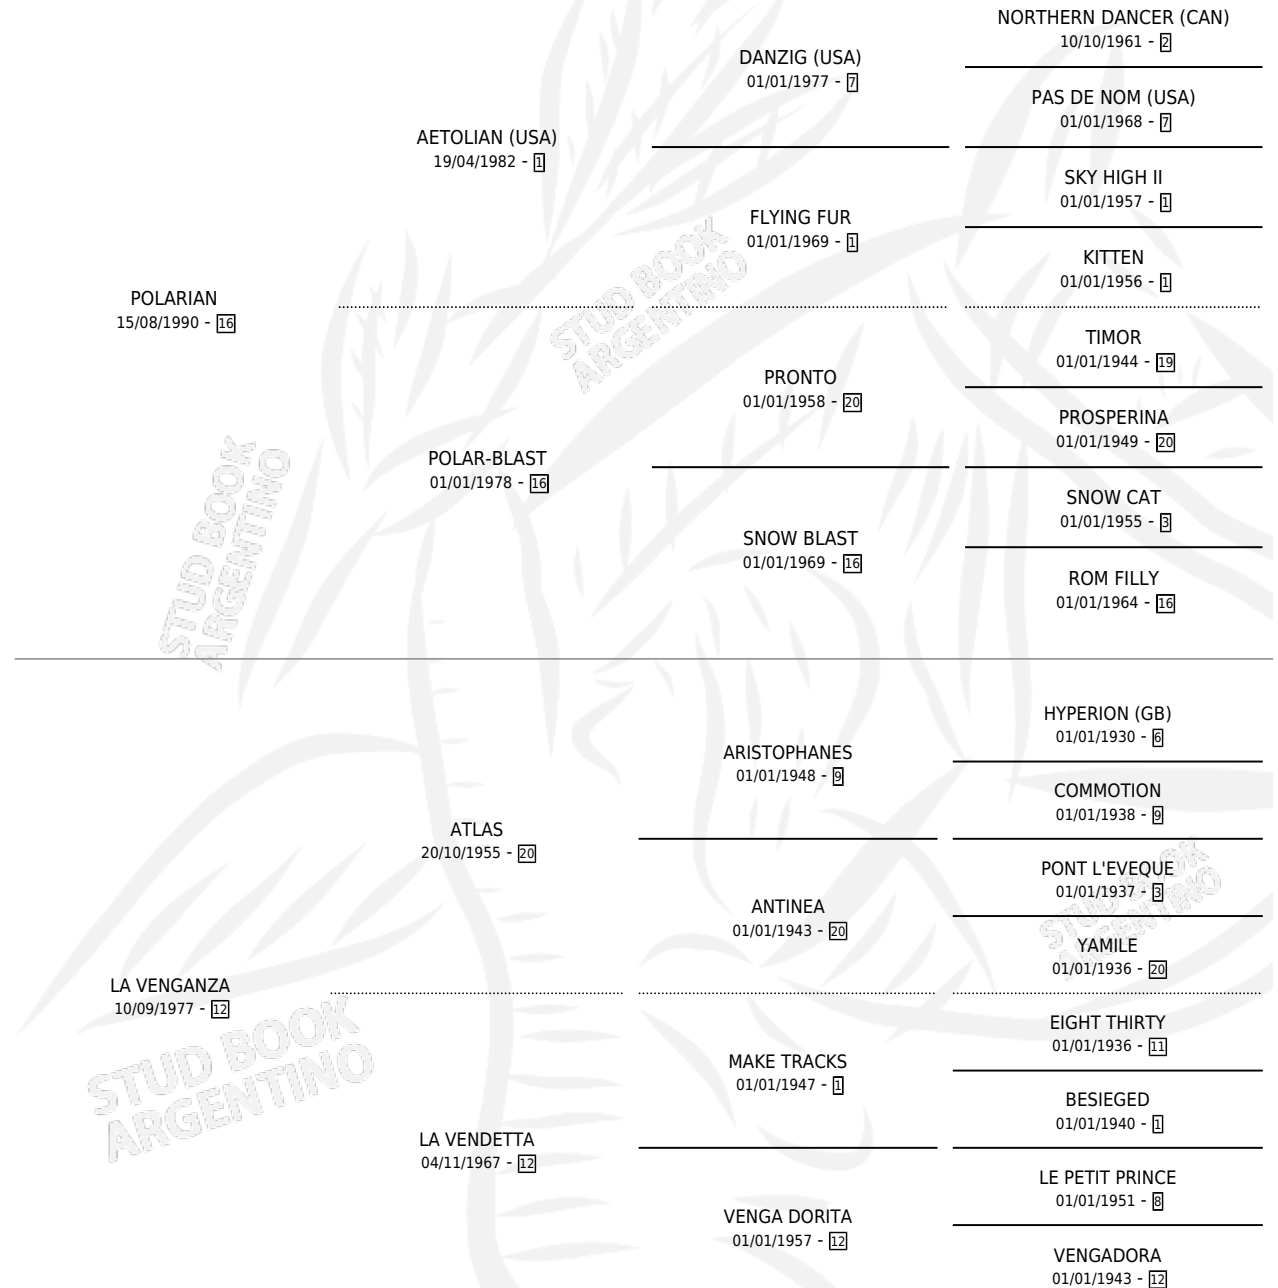 NORTHERN DANCER (CAN)
10/10/1961 - 2
DANZIG (USA)
01/01/1977 - 7
PAS DE NOM (USA)
01/01/1968 - 7
AETOLIAN (USA)
19/04/1982 - 1
SKY HIGH II
01/01/1957 - 1
FLYING FUR
01/01/1969 - 1
KITTEN
01/01/1956 - 1
POLARIAN
15/08/1990 - 16
TIMOR
01/01/1944 - 19
PRONTO
01/01/1958 - 20
PROSPERINA
01/01/1949 - 20
POLAR-BLAST
01/01/1978 - 16
SNOW CAT
01/01/1955 - 3
SNOW BLAST
01/01/1969 - 16
ROM FILLY
01/01/1964 - 16
HYPERION (GB)
01/01/1930 - 6
ARISTOPHANES
01/01/1948 - 9
COMMOTION
01/01/1938 - 9
ATLAS
20/10/1955 - 20
PONT L'EVEQUE
01/01/1937 - 3
ANTINEA
01/01/1943 - 20
YAMILE
01/01/1936 - 20
LA VENGANZA
10/09/1977 - 12
EIGHT THIRTY
01/01/1936 - 11
MAKE TRACKS
01/01/1947 - 1
BESIEGED
01/01/1940 - 1
LA VENDETTA
04/11/1967 - 12
LE PETIT PRINCE
01/01/1951 - 8
VENGA DORITA
01/01/1957 - 12
VENGADORA
01/01/1943 - 12
STUD BOOK
ARGENTINO
STUD BOOK
ARGENTINO
STUD BOOK
ARGENTINO
STUD BOOK
ARGENTINO